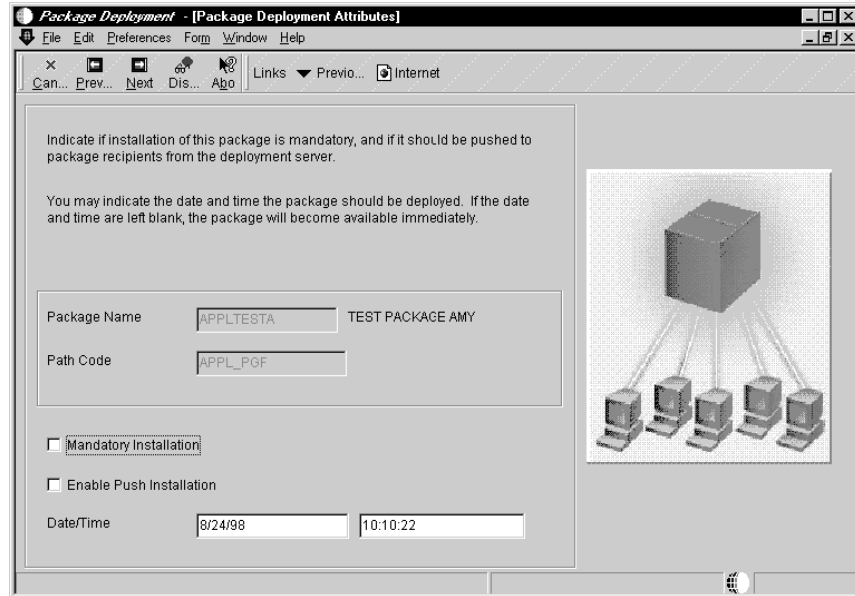 Package Deployment - [Package Deployment Attributes]
File Edit Preferences Form Window Help
Can... Prev... Next Dis... Abo Links Previo... Internet
Indicate if installation of this package is mandatory, and if it should be pushed to
package recipients from the deployment server.
You may indicate the date and time the package should be deployed. If the date
and time are left blank, the package will become available immediately.
Package Name APPLTESTA TEST PACKAGE AMY
Path Code APPL_PGF
Mandatory Installation
Enable Push Installation
Date/Time 8/24/98 10:10:22